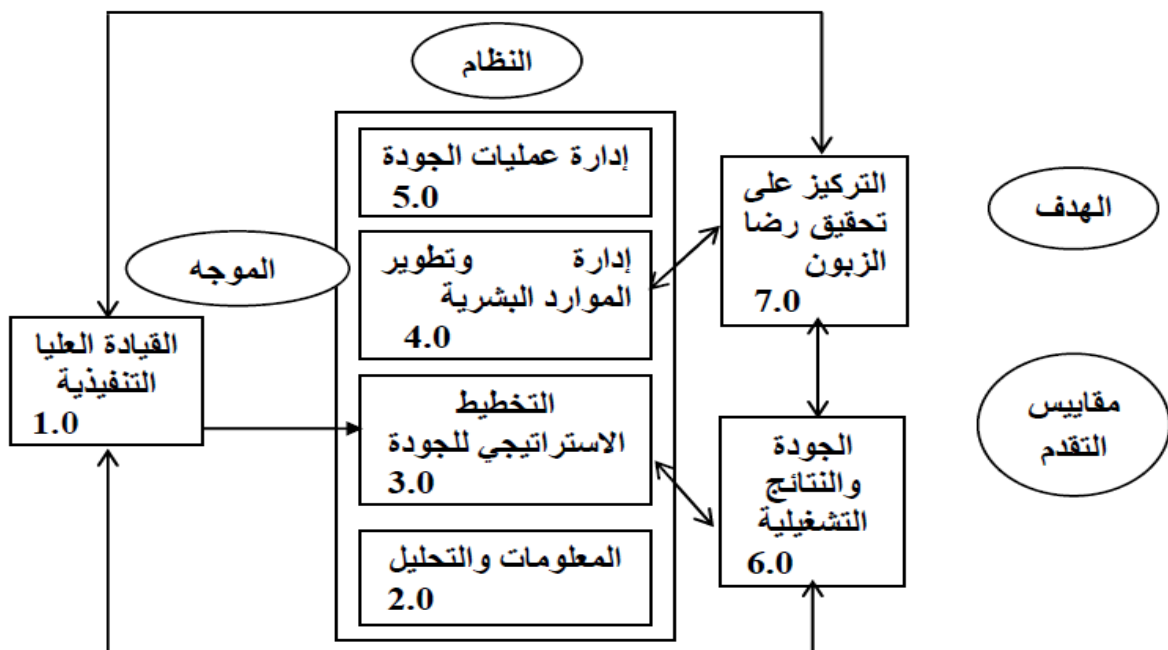 النظام
إدارة عمليات الجودة
5.0
التركيز على
تحقيق رضا
الزبون
7.0
الهدف
الموجه
إدارة وتطوير
الموارد البشرية
4.0
القيادة العليا
التنفيذية
1.0
التخطيط
الاستراتيجي للجودة
3.0
الجودة
والنتائج
التشغيلية
6.0
مقاييس
التقدم
المعلومات والتحليل
2.0